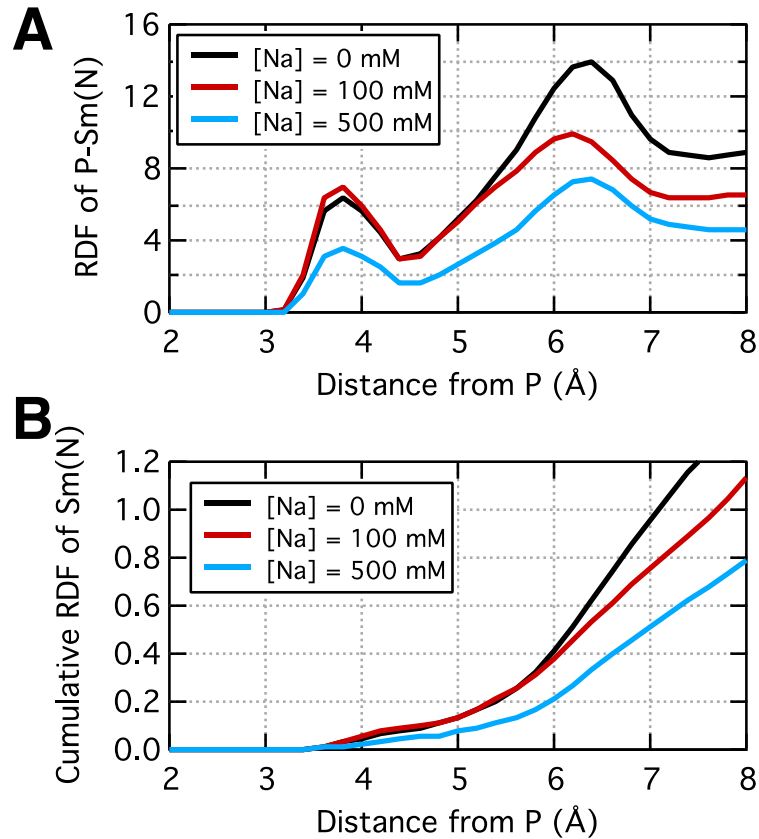 A
RDF of P-Sm(N)
16
12
8
4
0
[Na] = 0 mM
[Na] = 100 mM
[Na] = 500 mM
2 3 4 5 6 7 8
Distance from P (Å)
B
Cumulative RDF of Sm(N)
1.2
1.0
0.8
0.6
0.4
0.2
0.0
[Na] = 0 mM
[Na] = 100 mM
[Na] = 500 mM
2 3 4 5 6 7 8
Distance from P (Å)